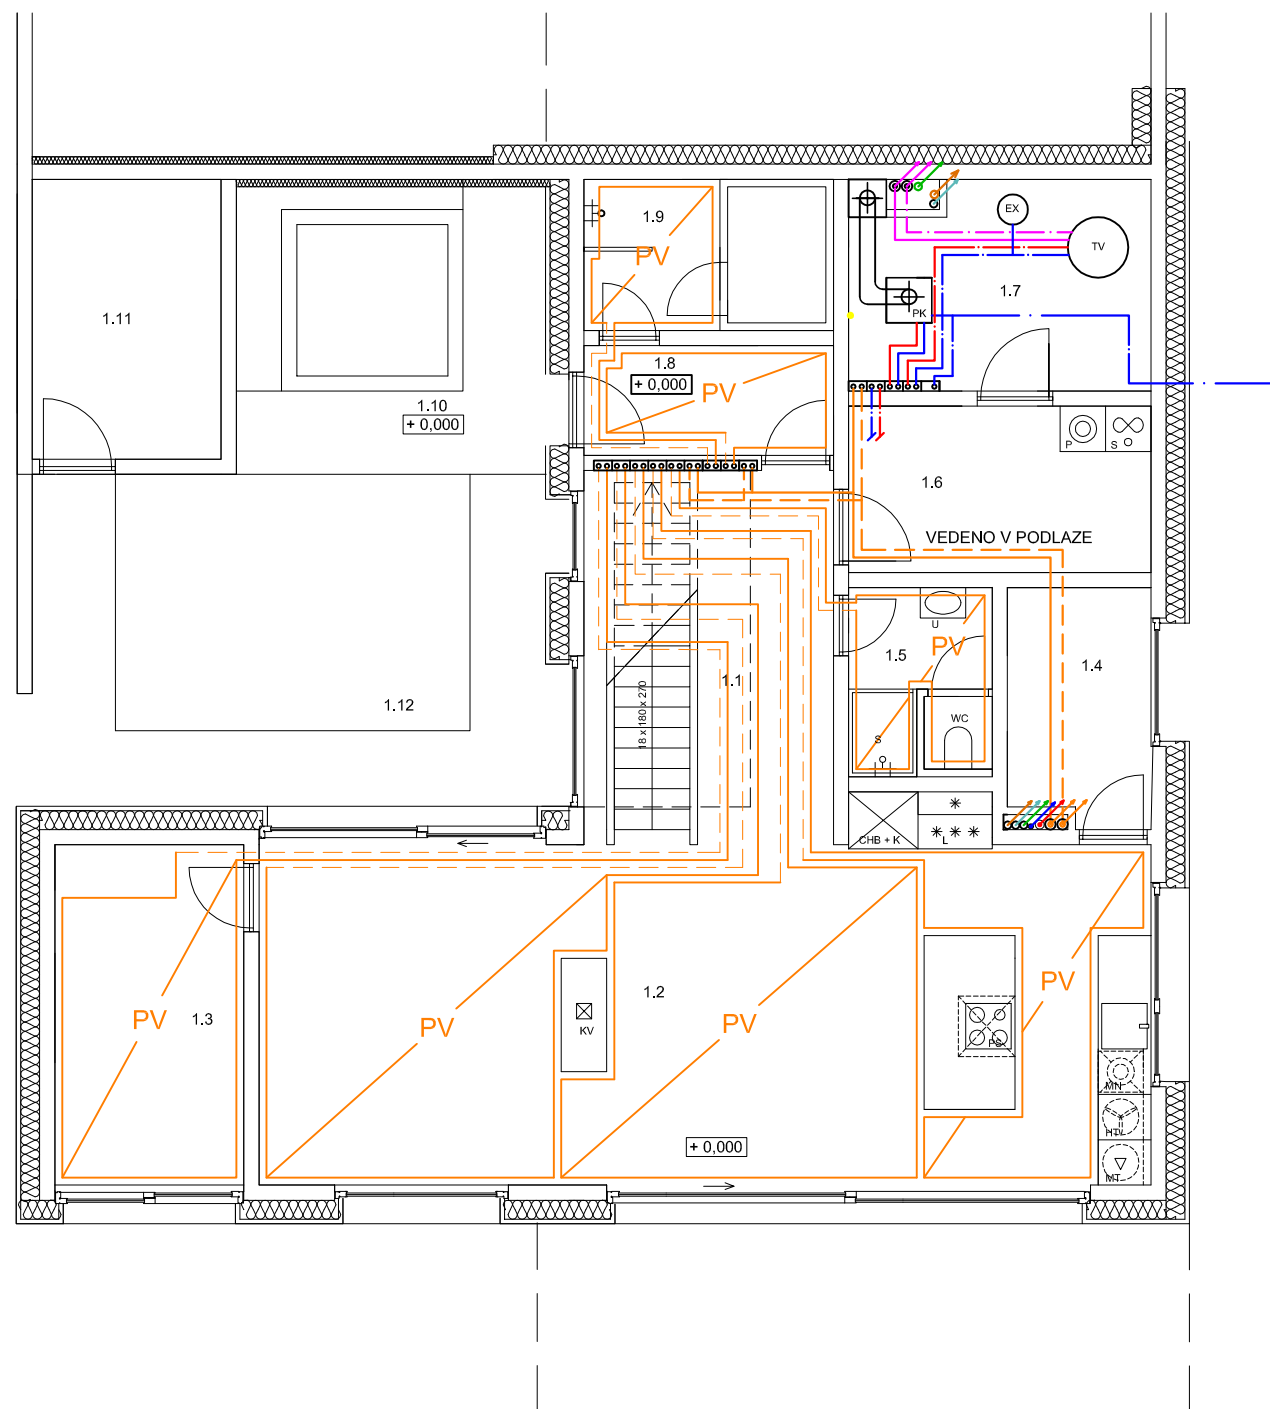 1.9
PV
EX
TV
1.7
PK
1.11
1.8
+ 0,000
PV
1.10
+ 0,000
P
S
1.6
VEDENO V PODLAZE
U
PV
1.5
1.4
1.1
18 x 180 x 270
1.12
WC
S
CHB + K
L
1.2
PV
PV
1.3
PV
PV
KV
PS
MN
HTV
MT
+ 0,000